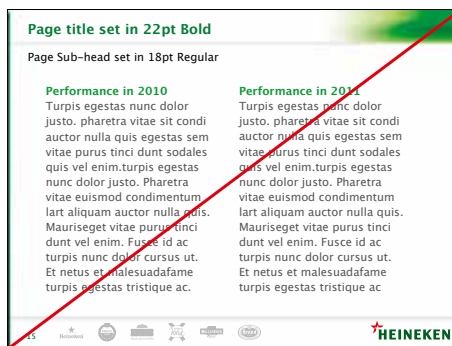 Page title set in 22pt Bold
Page Sub-head set in 18pt Regular
Performance in 2010
Turpis egestas nunc dolor
justo. pharetra vitae sit condi
auctor nulla quis egestas sem
vitae purus tinci dunt sodales
quis vel enim.turpis egestas
nunc dolor justo. Pharetra
vitae euismod condimentum
lart aliquam auctor nulla quis.
Mauriseget vitae purus tinci
dunt vel enim. Fusce id ac
turpis nunc dolor cursus ut.
Et netus et malesuadafame
turpis egestas tristique ac.
Performance in 2011
Turpis egestas nunc dolor
justo. pharetra vitae sit condi
auctor nulla quis egestas sem
vitae purus tinci dunt sodales
quis vel enim.turpis egestas
nunc dolor justo. Pharetra
vitae euismod condimentum
lart aliquam auctor nulla quis.
Mauriseget vitae purus tinci
dunt vel enim. Fusce id ac
turpis nunc dolor cursus ut.
Et netus et malesuadafame
turpis egestas tristique ac
15
Heineken
HEINEKEN